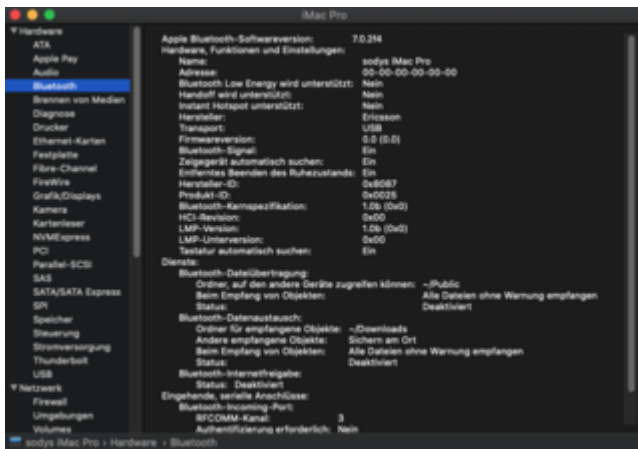 iMac Pro
Hardware
ATA
Apple Pay
Audio
Bluetooth
Brennen von Medien
Diagnose
Drucker
Ethernet-Karten
Festplatte
Fibre-Channel
FireWire
Grafik/Displays
Kamera
Kartenleser
NVMExpress
PCI
Parallel-SCSI
SAS
SATA/SATA Express
SPI
Speicher
Steuerung
Stromversorgung
Thunderbolt
USB
Netzwerk
Firewall
Umgebungen
Volumes
Apple Bluetooth-Softwareversion: 7.0.2f4
Hardware, Funktionen und Einstellungen:
Name: sodys iMac Pro
Adresse: 00-00-00-00-00-00
Bluetooth Low Energy wird unterstützt: Nein
Handoff wird unterstützt: Nein
Instant Hotspot unterstützt: Nein
Hersteller: Ericsson
Transport: USB
Firmwareversion: 0.0 (0.0)
Bluetooth-Signal: Ein
Zeigegerät automatisch suchen: Ein
Entferntes Beenden des Ruhezustands: Ein
Hersteller-ID: 0x8087
Produkt-ID: 0x0025
Bluetooth-Kernspezifikation: 1.0b (0x0)
HCI-Revision: 0x00
LMP-Version: 1.0b (0x0)
LMP-Unterversion: 0x00
Tastatur automatisch suchen: Ein
Dienste:
Bluetooth-Dateiübertragung:
Ordner, auf den andere Geräte zugreifen können: ~/Public
Beim Empfang von Objekten: Alle Dateien ohne Warnung empfangen
Status: Deaktiviert
Bluetooth-Datenaustausch:
Ordner für empfangene Objekte: ~/Downloads
Andere empfangene Objekte: Sichern am Ort
Beim Empfang von Objekten: Alle Dateien ohne Warnung empfangen
Status: Deaktiviert
Bluetooth-Internetfreigabe:
Status: Deaktiviert
Eingehende, serielle Anschlüsse:
Bluetooth-Incoming-Port:
RFCOMM-Kanal: 3
Authentifizierung erforderlich: Nein
sodys iMac Pro › Hardware › Bluetooth